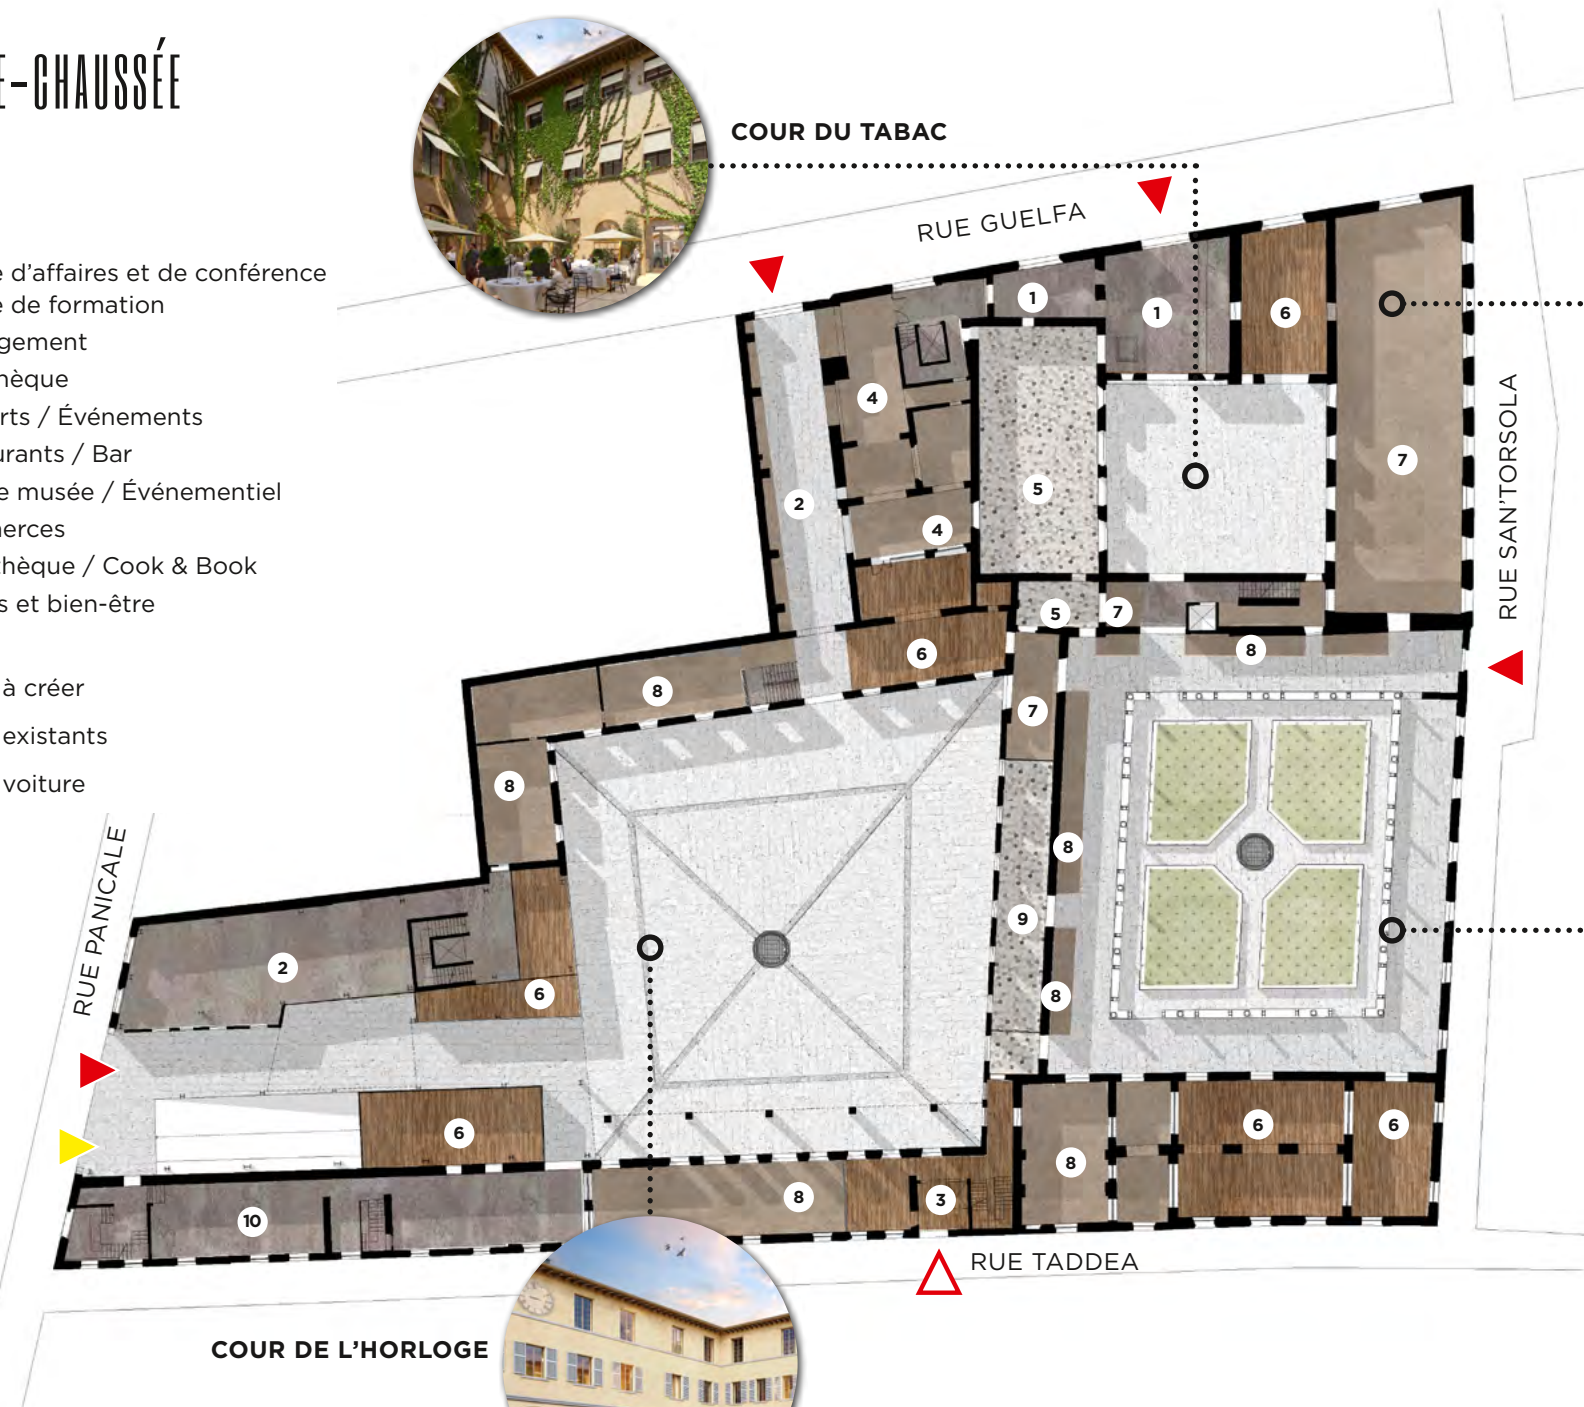 E-CHAUSSÉE
COUR DU TABAC
RUE GUELFA
e d'affaires et de conférence
e de formation
gement
hèque
rts / Événements
urants / Bar
e musée / Événementiel
erces
thèque / Cook & Book
s et bien-être
à créer
existants
voiture
1
1
6
4
7
5
2
4
RUE SAN'TORSOLA
5
7
6
8
8
7
8
8
RUE PANICALE
9
2
6
8
6
6
6
8
3
8
10
RUE TADDEA
COUR DE L'HORLOGE